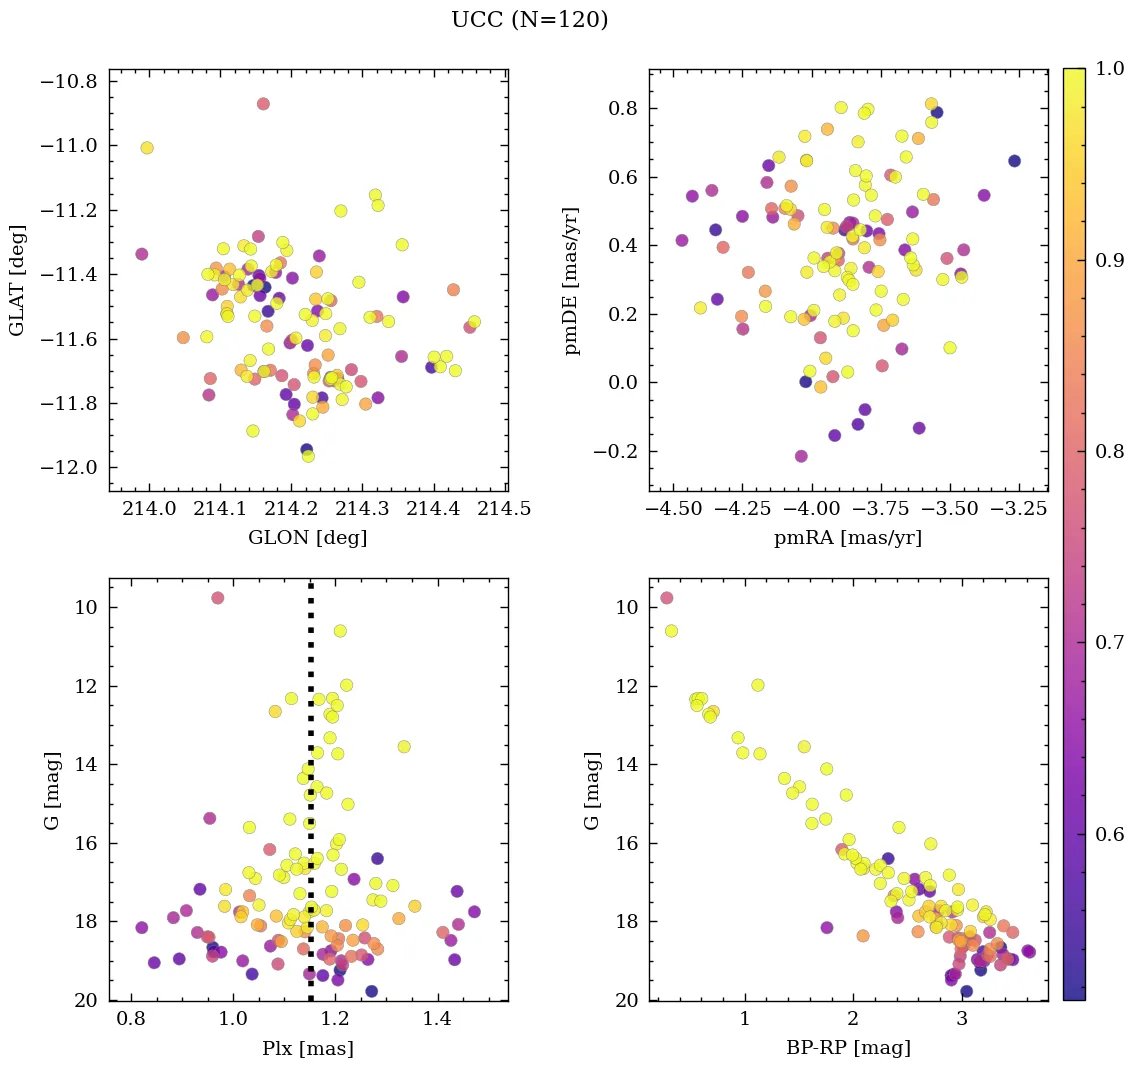 UCC (N=120)
−10.8
−11.0
−11.2
−11.4
−11.6
−11.8
−12.0
GLAT [deg]
214.0 214.1 214.2 214.3 214.4 214.5
GLON [deg]
0.8
0.6
0.4
0.2
0.0
−0.2
pmDE [mas/yr]
−4.50 −4.25 −4.00 −3.75 −3.50 −3.25
pmRA [mas/yr]
10
12
14
16
18
20
G [mag]
0.8 1.0 1.2 1.4
Plx [mas]
10
12
14
16
18
20
G [mag]
1 2 3
BP-RP [mag]
1.0
0.9
0.8
0.7
0.6